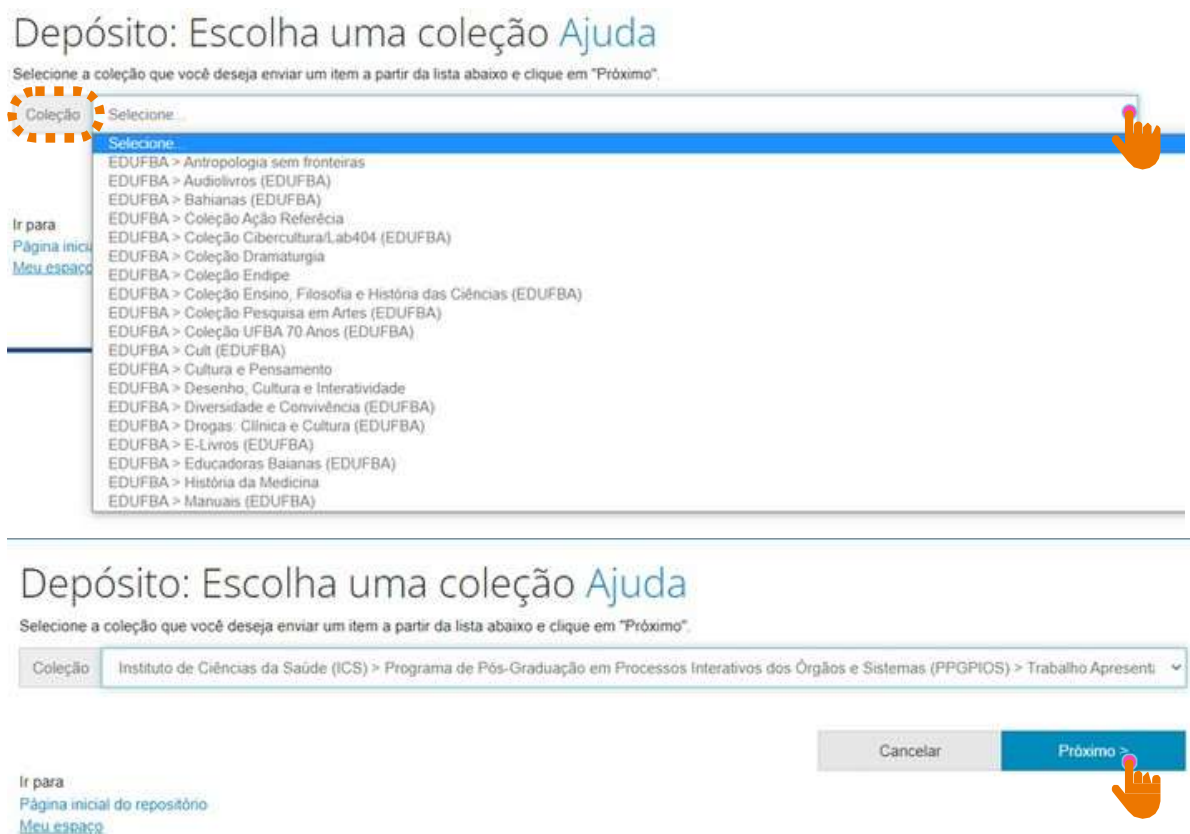 Depósito: Escolha uma coleção Ajuda
Selecione a coleção que você deseja enviar um item a partir da lista abaixo e clique em "Próximo".
Coleção Selecione...
Selecione...
EDUFBA > Antropologia sem fronteiras
EDUFBA > Audiolivros (EDUFBA)
EDUFBA > Bahianas (EDUFBA)
EDUFBA > Coleção Ação Referêcia
EDUFBA > Coleção Cibercultura/Lab404 (EDUFBA)
EDUFBA > Coleção Dramaturgia
EDUFBA > Coleção Endipe
EDUFBA > Coleção Ensino, Filosofia e História das Ciências (EDUFBA)
EDUFBA > Coleção Pesquisa em Artes (EDUFBA)
EDUFBA > Coleção UFBA 70 Anos (EDUFBA)
EDUFBA > Cult (EDUFBA)
EDUFBA > Cultura e Pensamento
EDUFBA > Desenho, Cultura e Interatividade
EDUFBA > Diversidade e Convivência (EDUFBA)
EDUFBA > Drogas: Clínica e Cultura (EDUFBA)
EDUFBA > E-Livros (EDUFBA)
EDUFBA > Educadoras Baianas (EDUFBA)
EDUFBA > História da Medicina
EDUFBA > Manuais (EDUFBA)
Ir para
Página inici
Meu espaço
Depósito: Escolha uma coleção Ajuda
Selecione a coleção que você deseja enviar um item a partir da lista abaixo e clique em "Próximo".
Coleção Instituto de Ciências da Saúde (ICS) > Programa de Pós-Graduação em Processos Interativos dos Órgãos e Sistemas (PPGPIOS) > Trabalho Apresent
Cancelar Próximo >
Ir para
Página inicial do repositório
Meu espaço